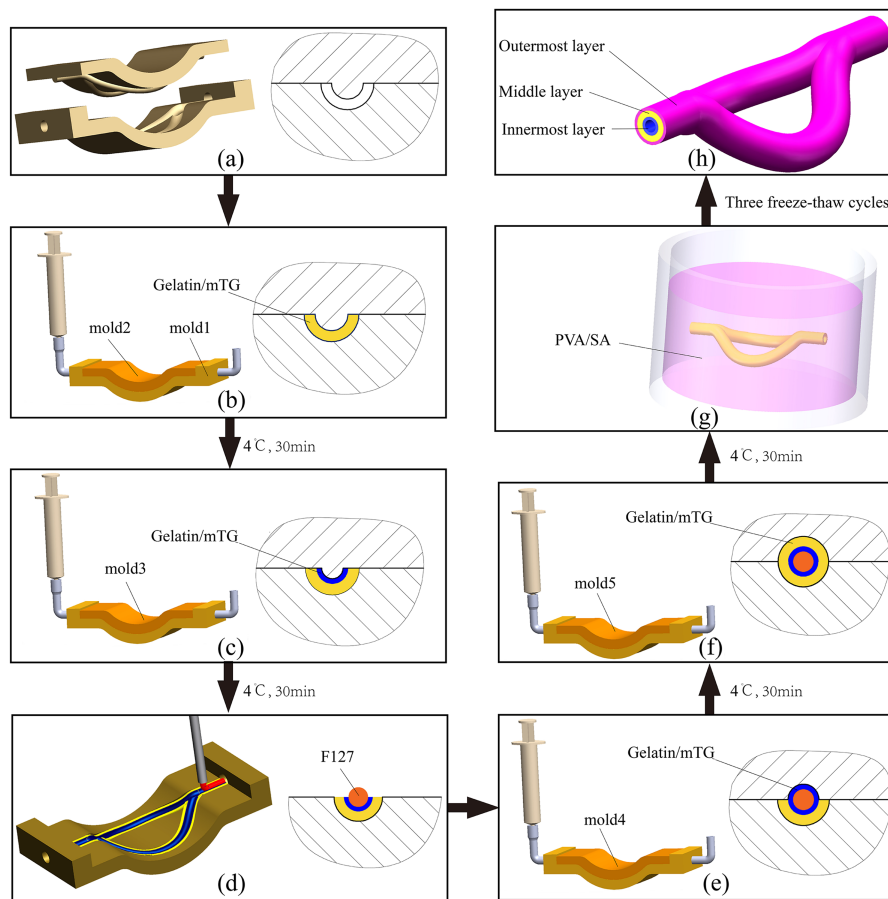 (a)
Gelatin/mTG
mold2
mold1
(b)
4℃, 30min
Gelatin/mTG
mold3
(c)
4℃, 30min
F127
(d)
Gelatin/mTG
mold4
(e)
4℃, 30min
Gelatin/mTG
mold5
(f)
4℃, 30min
PVA/SA
(g)
Three freeze-thaw cycles
Outermost layer
Middle layer
Innermost layer
(h)